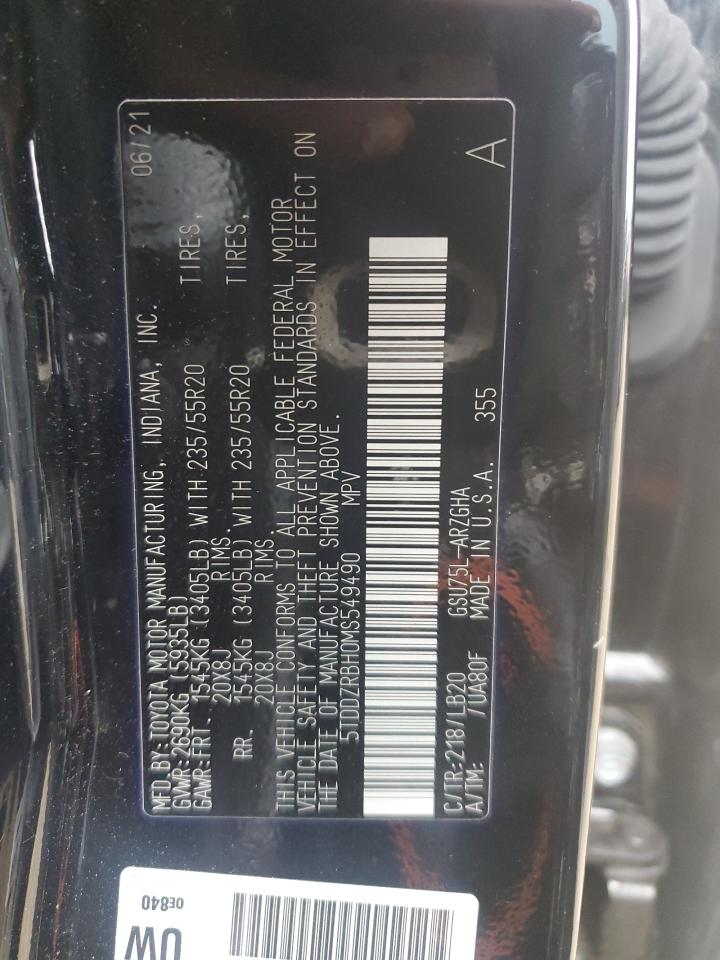 MFD.BY:TOYOTA MOTOR MANUFACTURING, INDIANA, INC. 06/21
GVWR:2690KG (5935LB)
GAWR:FRT. 1545KG (3405LB) WITH 235/55R20 TIRES,
20X8J RIMS.
RR. 1545KG (3405LB) WITH 235/55R20 TIRES,
20X8J RIMS.
THIS VEHICLE CONFORMS TO ALL APPLICABLE FEDERAL MOTOR
VEHICLE SAFETY AND THEFT PREVENTION STANDARDS IN EFFECT ON
THE DATE OF MANUFACTURE SHOWN ABOVE.
5TDDZRBH0MS549490 MPV
C/TR:218/LB20 GSU75L-ARZGHA
A/TM: /UA80F MADE IN U.S.A. 355 A
0E840
UW